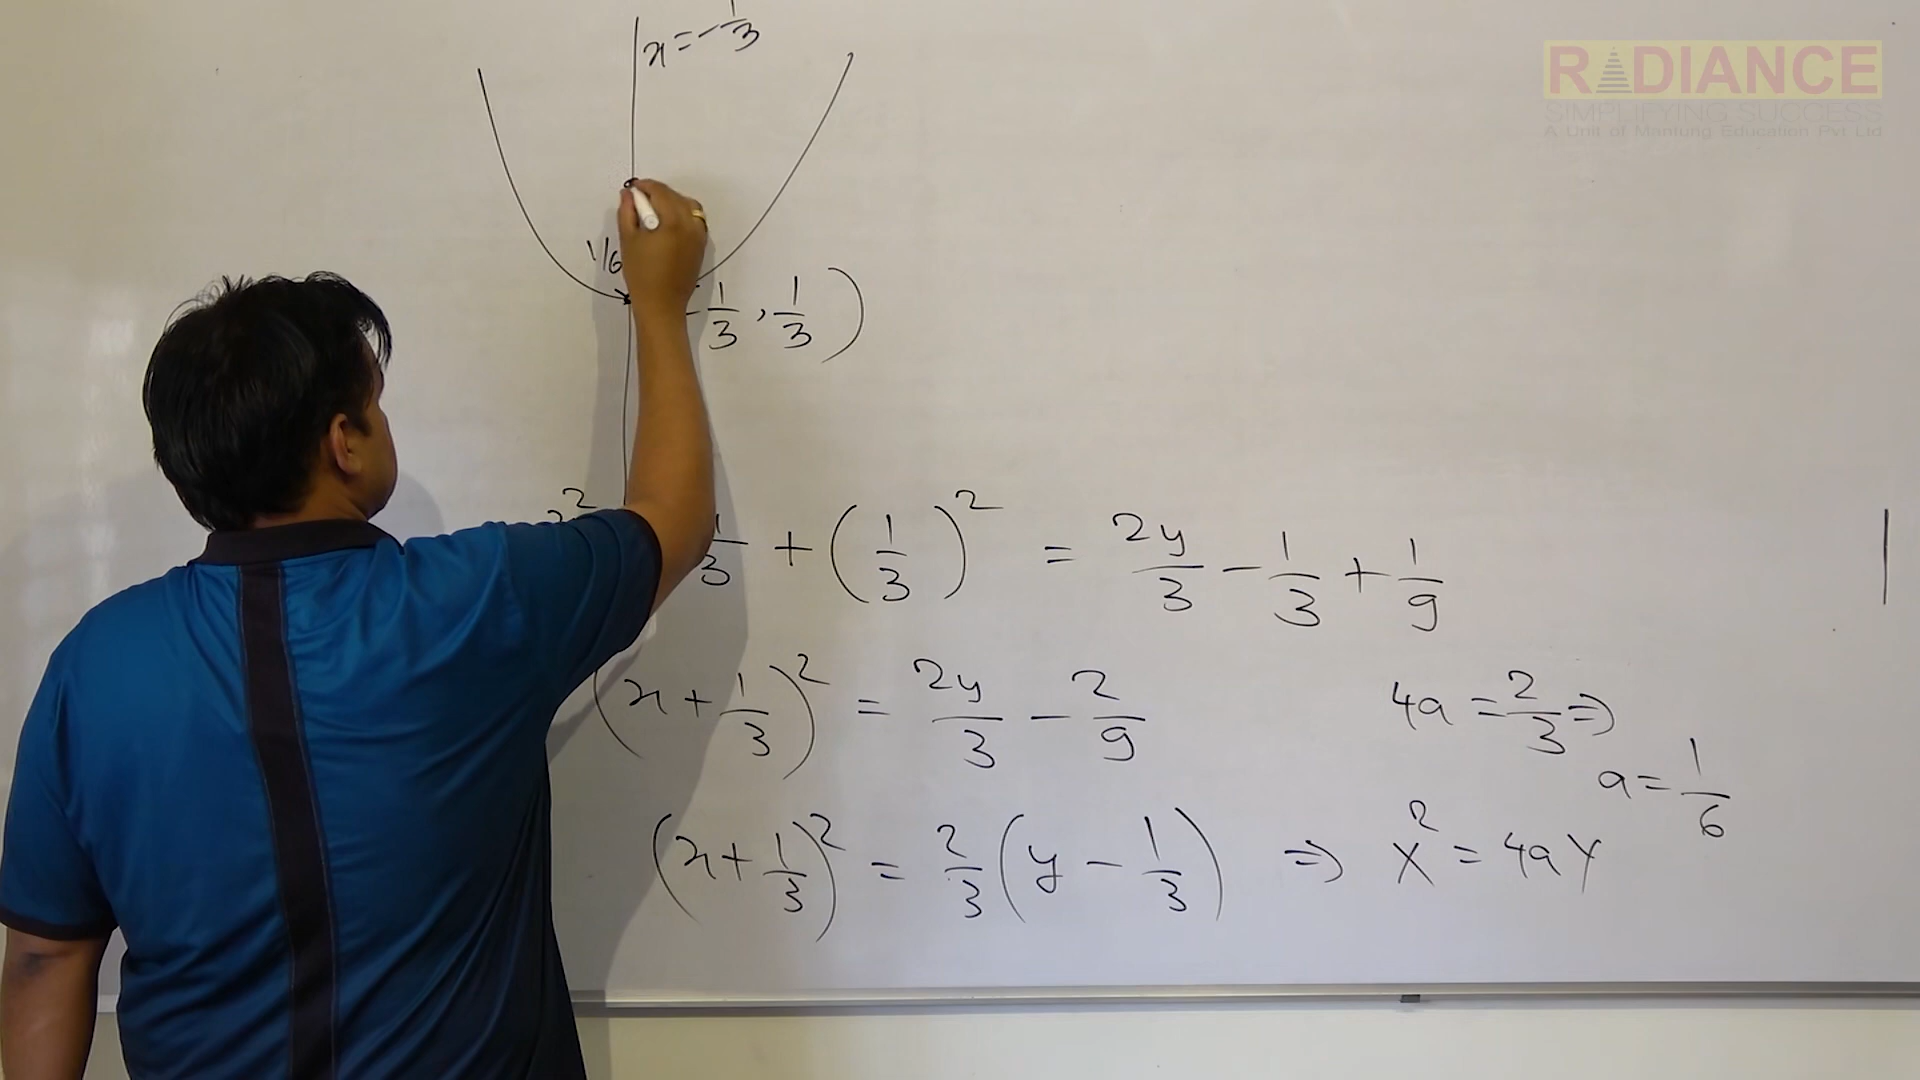 x = -1/3
1/6
-1/3, 1/3)
2 1/3 + (1/3)^2 = 2y/3 - 1/3 + 1/9
(x + 1/3)^2 = 2y/3 - 2/9
4a = 2/3 ⇒
a = 1/6
(x + 1/3)^2 = 2/3 (y - 1/3) ⇒ X^2 = 4aY
RADIANCE
SIMPLIFYING SUCCESS
A Unit of Mantung Education Pvt Ltd